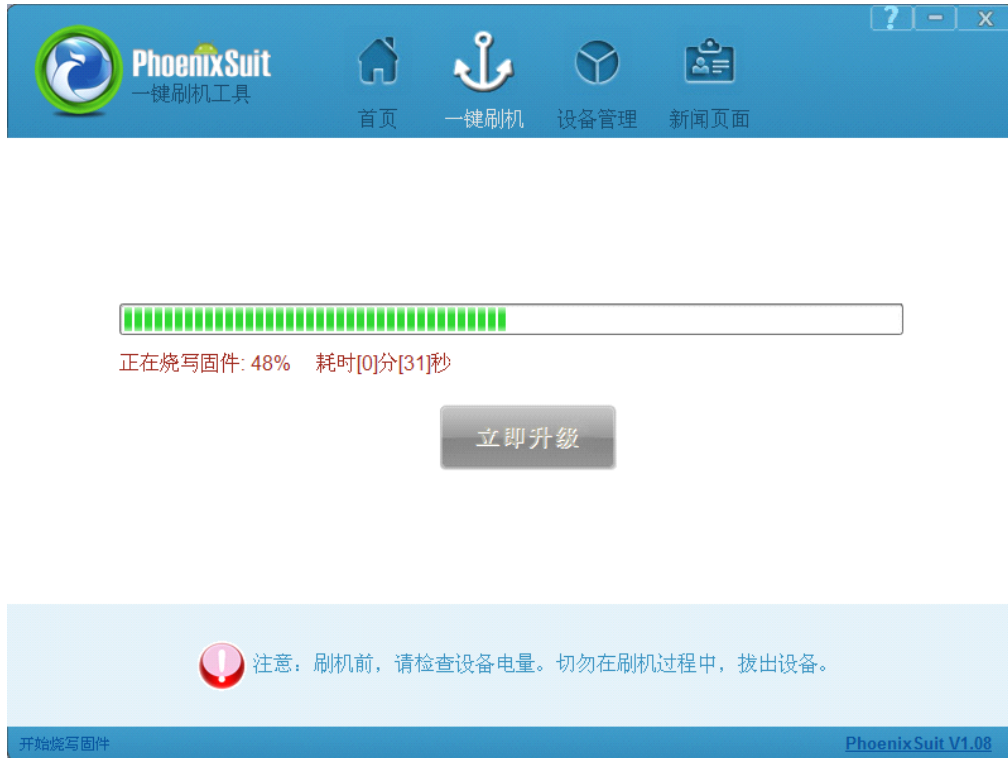 ? － x
PhoenixSuit
一键刷机工具
首页 一键刷机 设备管理 新闻页面
正在烧写固件: 48% 耗时[0]分[31]秒
立即升级
注意：刷机前，请检查设备电量。切勿在刷机过程中，拔出设备。
开始烧写固件 PhoenixSuit V1.08